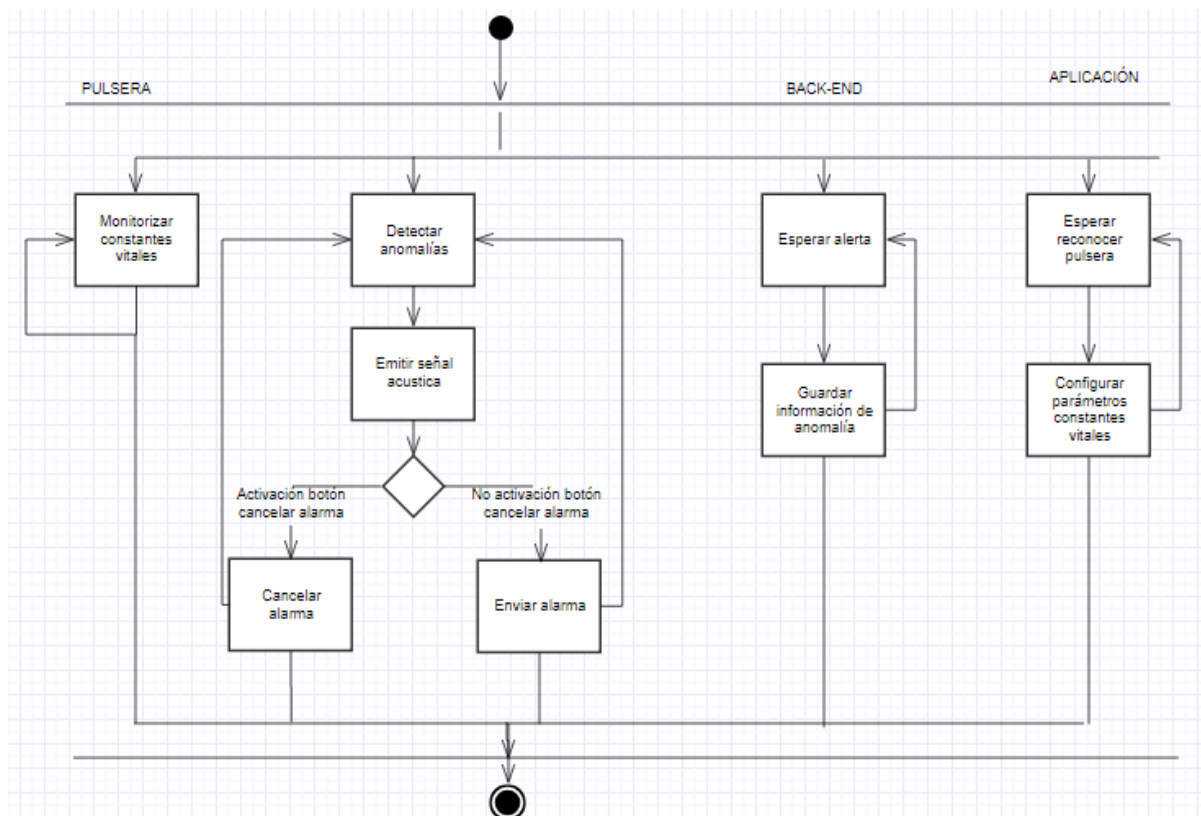 PULSERA
BACK-END
APLICACIÓN
Monitorizar
constantes
vitales
Detectar
anomalías
Esperar alerta
Esperar
reconocer
pulsera
Emitir señal
acustica
Guardar
información de
anomalía
Configurar
parámetros
constantes
vitales
Activación botón
cancelar alarma
No activación botón
cancelar alarma
Cancelar
alarma
Enviar alarma